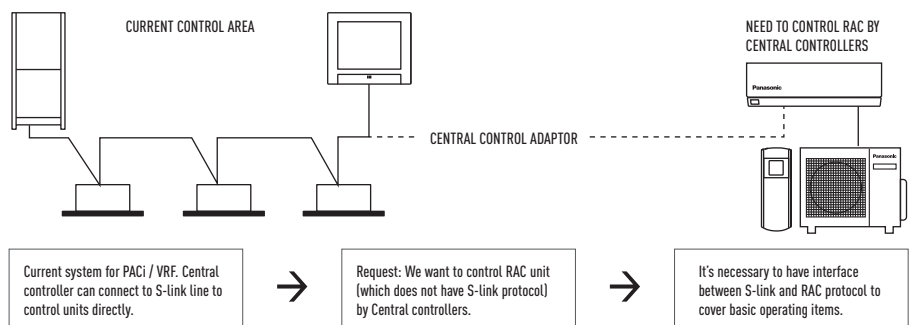 CURRENT CONTROL AREA
NEED TO CONTROL RAC BY
CENTRAL CONTROLLERS
Panasonic
CENTRAL CONTROL ADAPTOR
Panasonic
Current system for PACi / VRF. Central
controller can connect to S-link line to
control units directly.
Request: We want to control RAC unit
(which does not have S-link protocol)
by Central controllers.
It's necessary to have interface
between S-link and RAC protocol to
cover basic operating items.